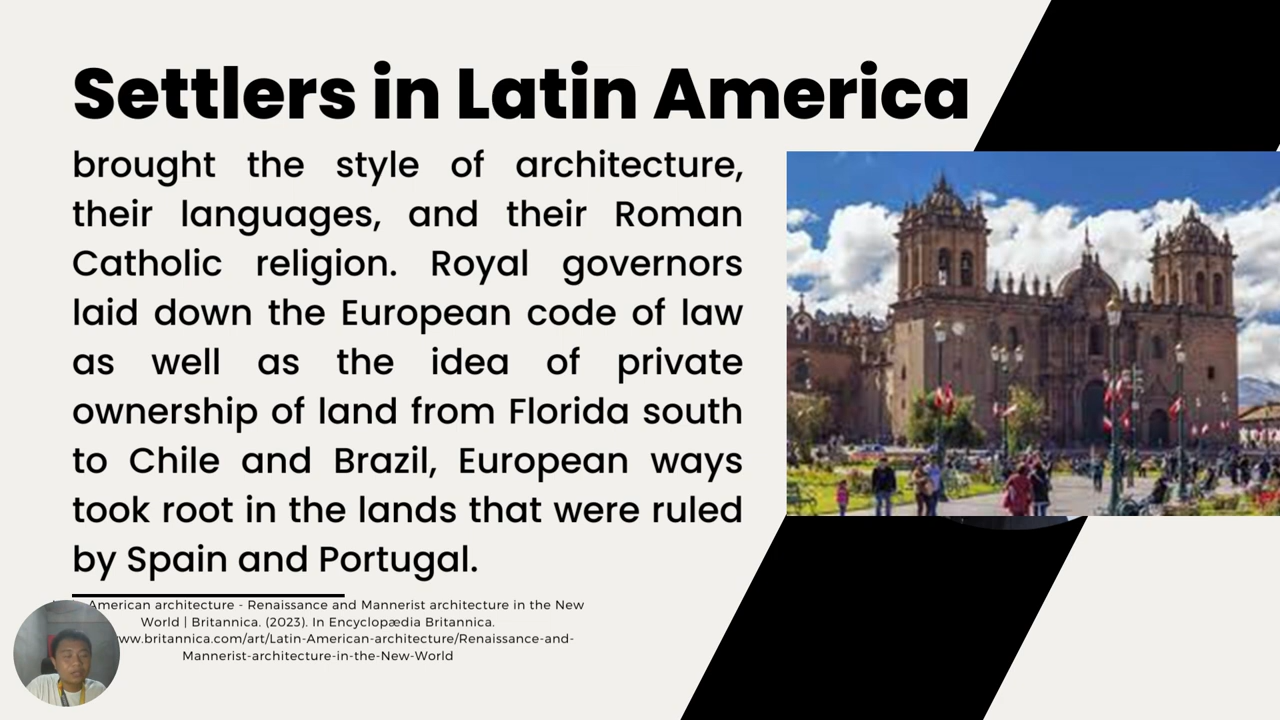 Settlers in Latin America
brought the style of architecture,
their languages, and their Roman
Catholic religion. Royal governors
laid down the European code of law
as well as the idea of private
ownership of land from Florida south
to Chile and Brazil, European ways
took root in the lands that were ruled
by Spain and Portugal.
American architecture - Renaissance and Mannerist architecture in the New
World | Britannica. (2023). In Encyclopædia Britannica.
www.britannica.com/art/Latin-American-architecture/Renaissance-and-
Mannerist-architecture-in-the-New-World